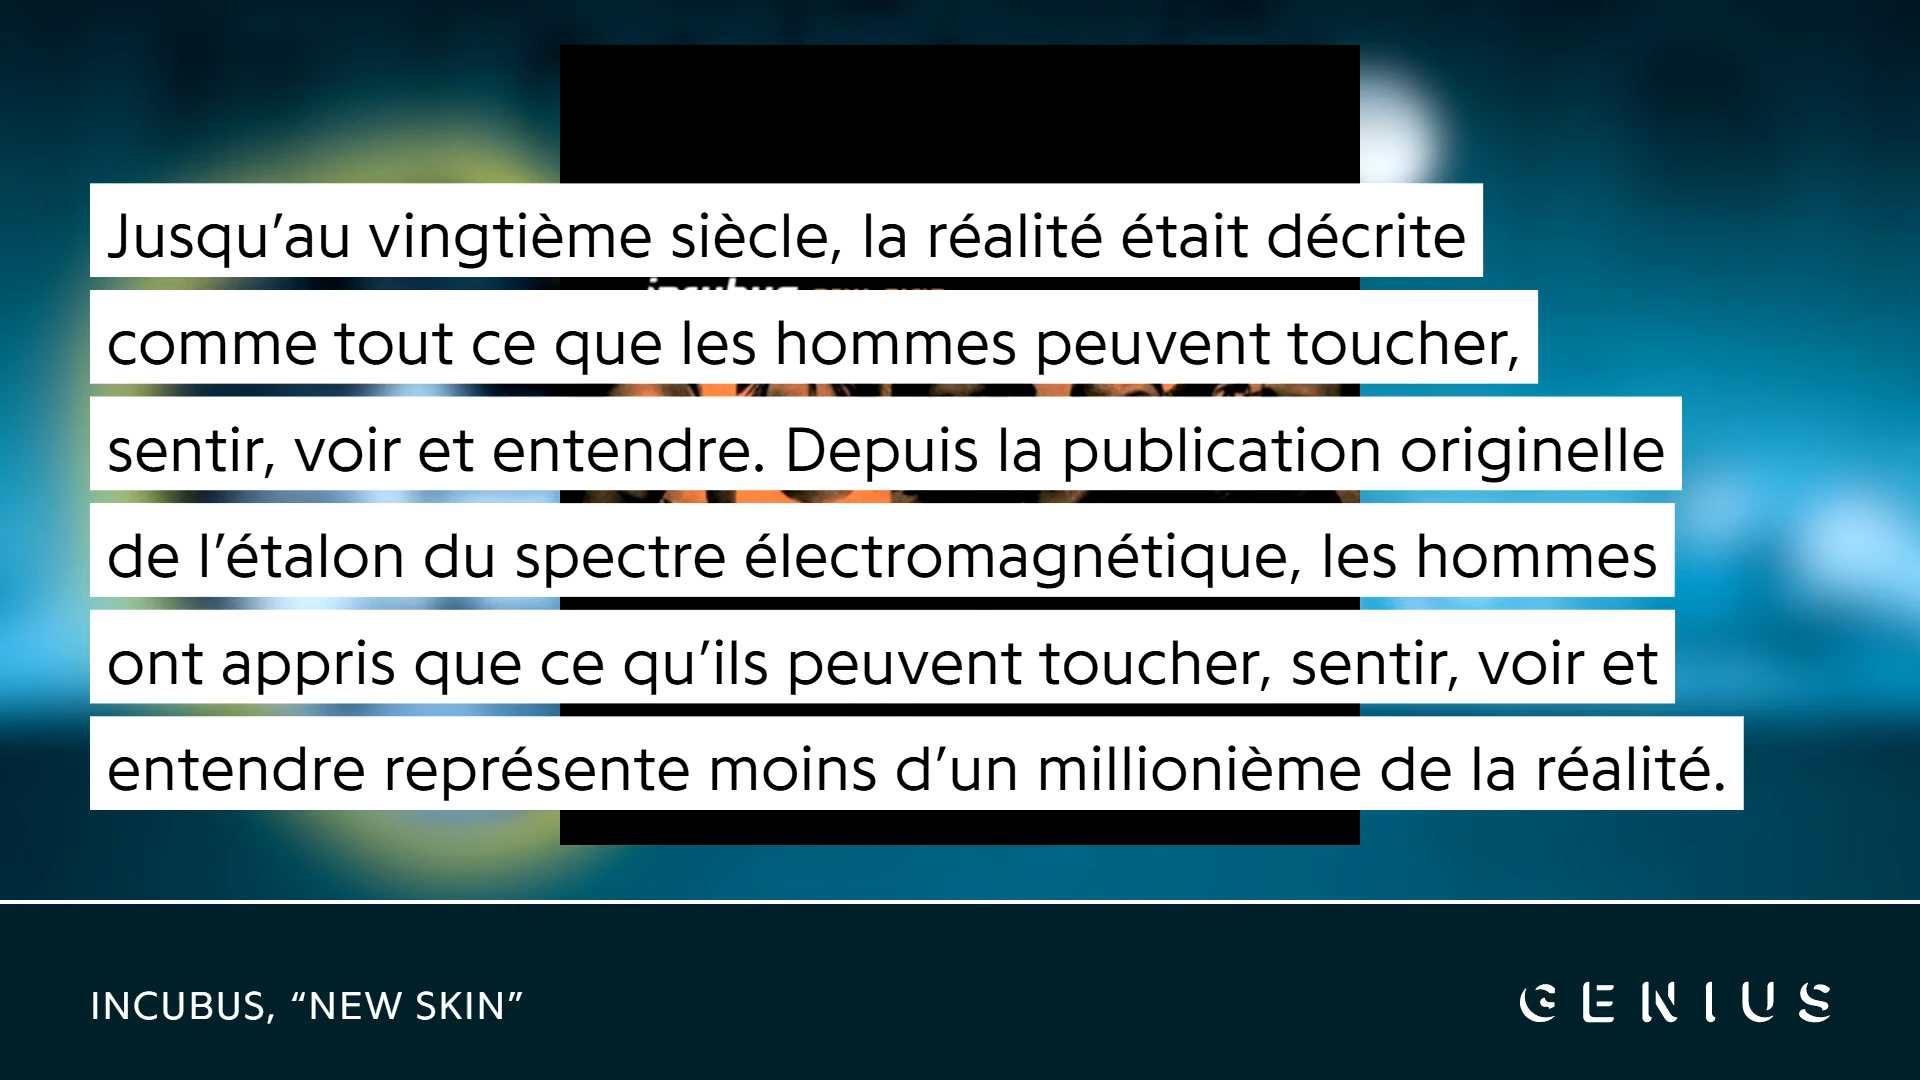 Jusqu’au vingtième siècle, la réalité était décrite
comme tout ce que les hommes peuvent toucher,
sentir, voir et entendre. Depuis la publication originelle
de l’étalon du spectre électromagnétique, les hommes
ont appris que ce qu’ils peuvent toucher, sentir, voir et
entendre représente moins d’un millionième de la réalité.
INCUBUS, “NEW SKIN”
GENIUS